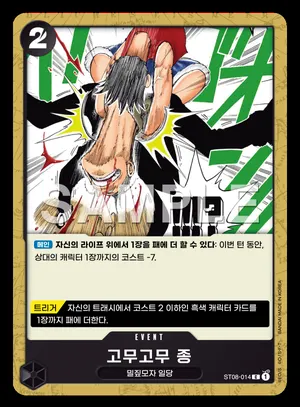 2
SAMPLE
메인 자신의 라이프 위에서 1장을 패에 더 할 수 있다: 이번 턴 동안,
상대의 캐릭터 1장까지의 코스트 -7.
트리거 자신의 트래시에서 코스트 2 이하인 흑색 캐릭터 카드를
1장까지 패에 더한다.
EVENT
고무고무 종
밀짚모자 일당
ST08-014 C 1